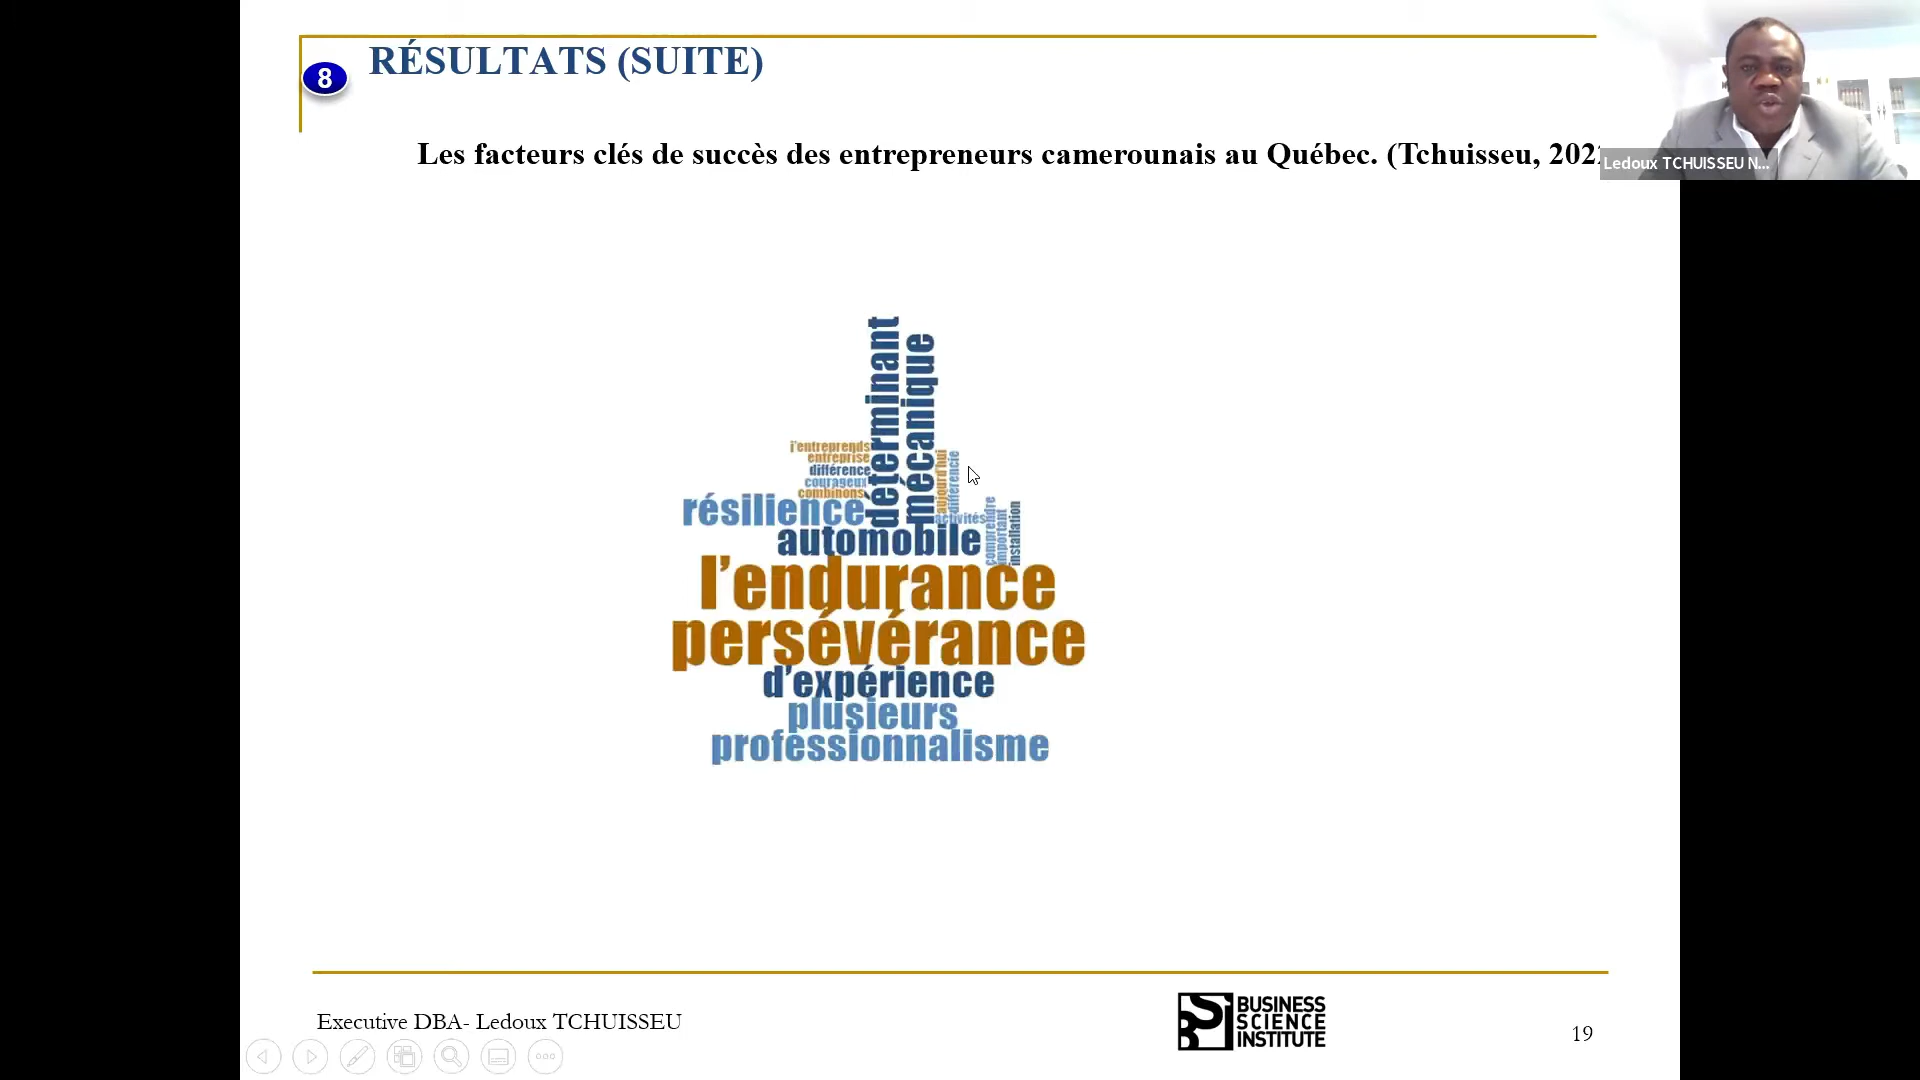 8
RÉSULTATS (SUITE)
Les facteurs clés de succès des entrepreneurs camerounais au Québec. (Tchuisseu, 202
Ledoux TCHUISSEU N...
déterminant
mécanique
j'entreprends
entreprise
différence
courageux
combinons
aujourd'hui
différencie
résilience
activités
comprendre
important
installation
automobile
l'endurance
persévérance
d'expérience
plusieurs
professionnalisme
Executive DBA- Ledoux TCHUISSEU
BSI
BUSINESS
SCIENCE
INSTITUTE
19